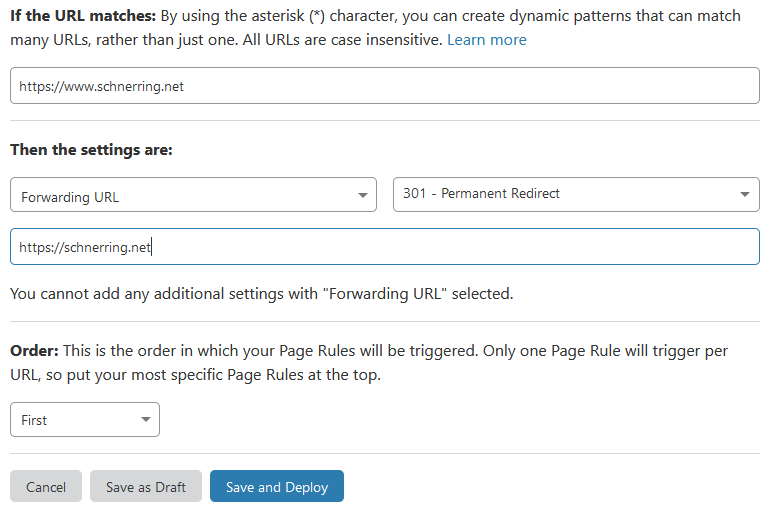 If the URL matches: By using the asterisk (*) character, you can create dynamic patterns that can match
many URLs, rather than just one. All URLs are case insensitive. Learn more
https://www.schnerring.net
Then the settings are:
Forwarding URL
301 - Permanent Redirect
https://schnerring.net
You cannot add any additional settings with "Forwarding URL" selected.
Order: This is the order in which your Page Rules will be triggered. Only one Page Rule will trigger per
URL, so put your most specific Page Rules at the top.
First
Cancel
Save as Draft
Save and Deploy